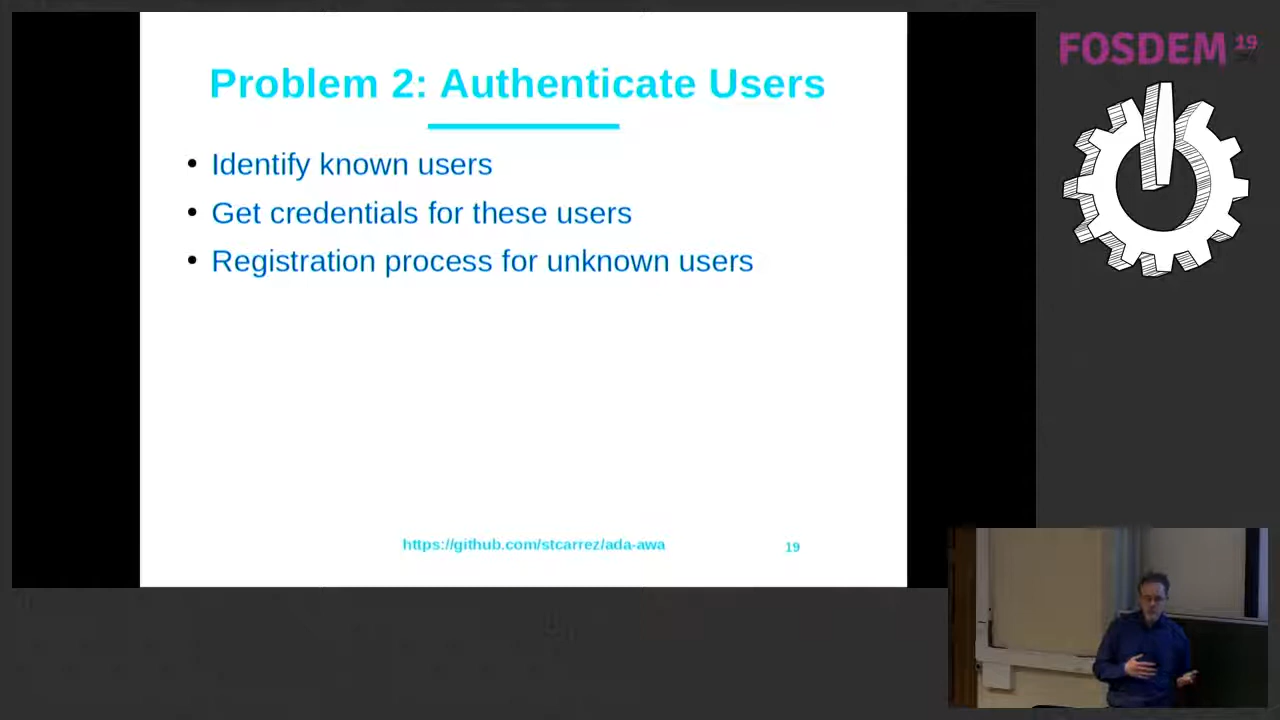 Problem 2: Authenticate Users
• Identify known users
• Get credentials for these users
• Registration process for unknown users
https://github.com/stcarrez/ada-awa
19
FOSDEM 19